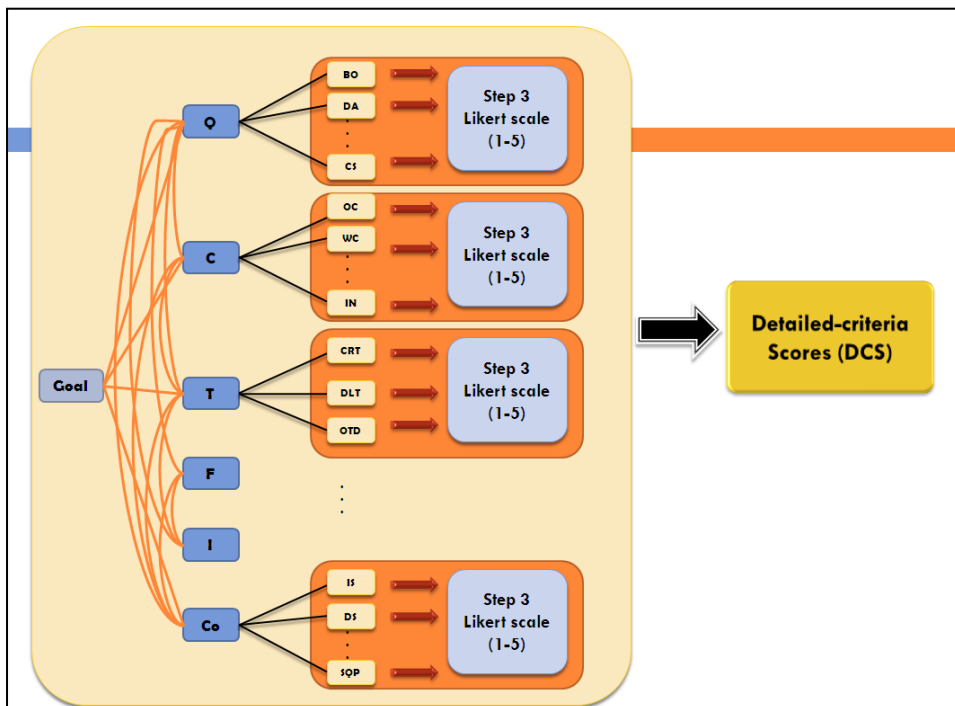 BO
DA
CS
Step 3
Likert scale
(1-5)
Q
OC
WC
IN
Step 3
Likert scale
(1-5)
C
Goal
CRT
DLT
OTD
Step 3
Likert scale
(1-5)
T
F
I
IS
DS
SQP
Step 3
Likert scale
(1-5)
Co
Detailed-criteria
Scores (DCS)